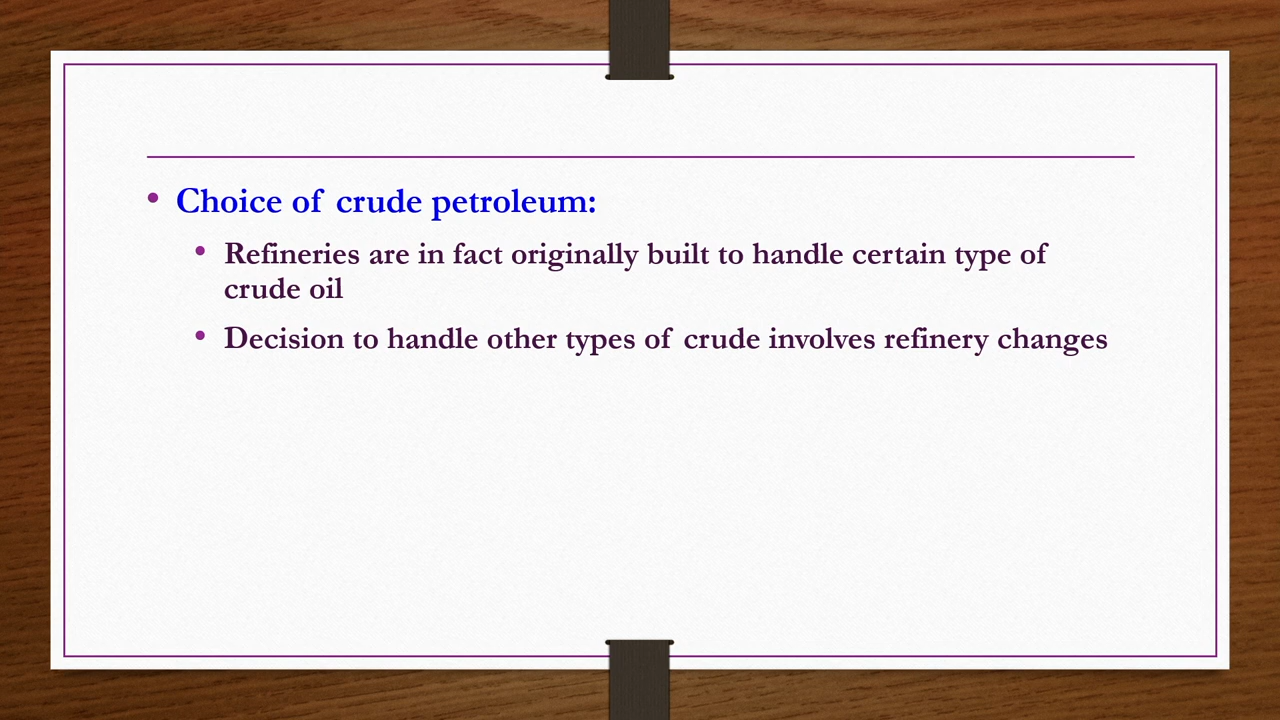 • Choice of crude petroleum:
• Refineries are in fact originally built to handle certain type of
crude oil
• Decision to handle other types of crude involves refinery changes